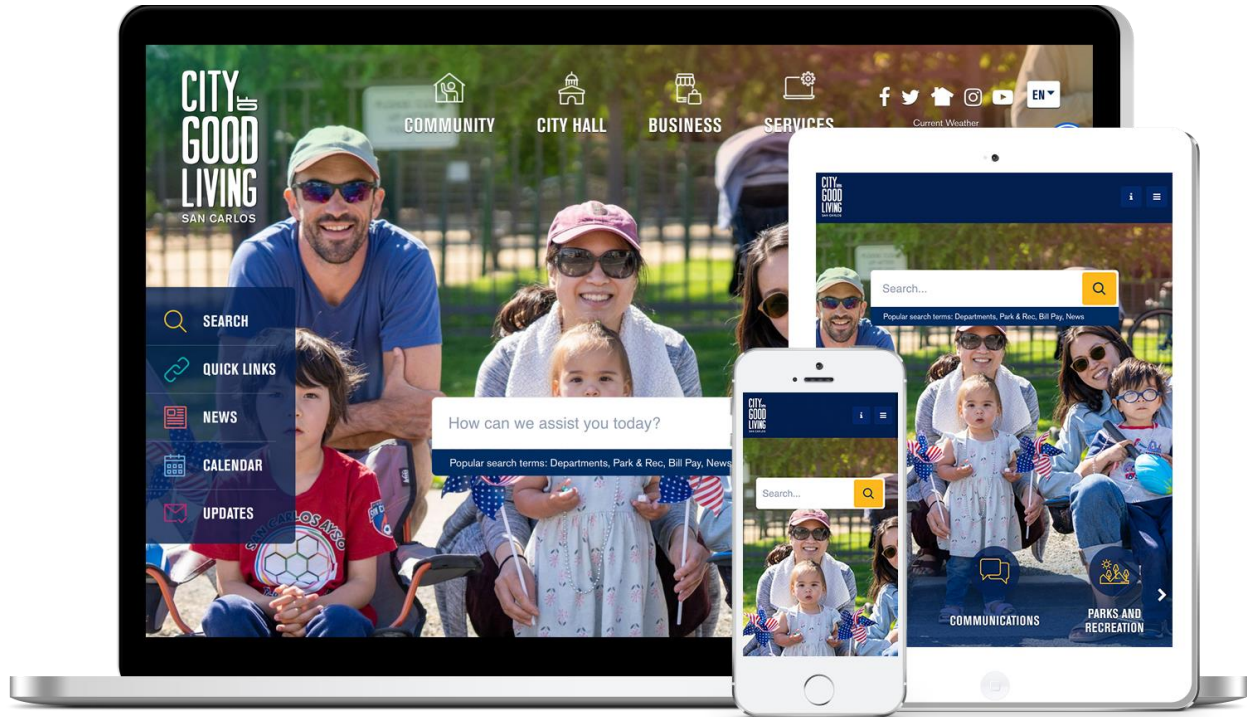 CITY OF
GOOD
LIVING
SAN CARLOS
COMMUNITY
CITY HALL
BUSINESS
SERVICES
EN
Current Weather
SEARCH
QUICK LINKS
NEWS
CALENDAR
UPDATES
How can we assist you today?
Popular search terms: Departments, Park & Rec, Bill Pay, News
SAN CARLOS AYSO
CITY OF
GOOD
LIVING
SAN CARLOS
Search...
Popular search terms: Departments, Park & Rec, Bill Pay, News
COMMUNICATIONS
PARKS AND
RECREATION
CITY OF
GOOD
LIVING
SAN CARLOS
Search...